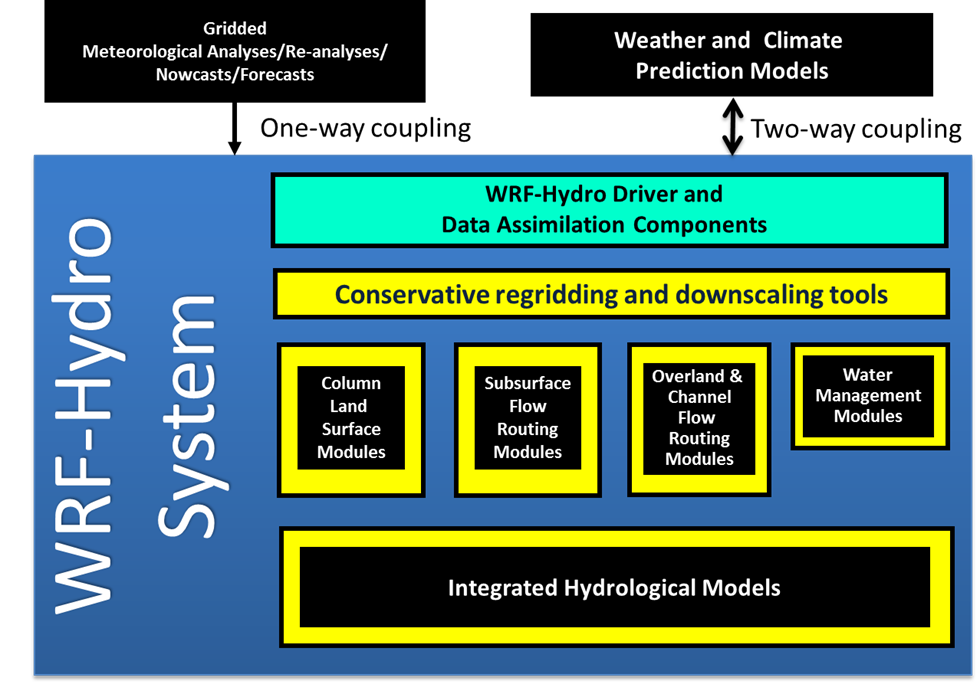 Gridded
Meteorological Analyses/Re-analyses/
Nowcasts/Forecasts
Weather and Climate
Prediction Models
One-way coupling
Two-way coupling
WRF-Hydro
System
WRF-Hydro Driver and
Data Assimilation Components
Conservative regridding and downscaling tools
Column
Land
Surface
Modules
Subsurface
Flow
Routing
Modules
Overland &
Channel
Flow
Routing
Modules
Water
Management
Modules
Integrated Hydrological Models